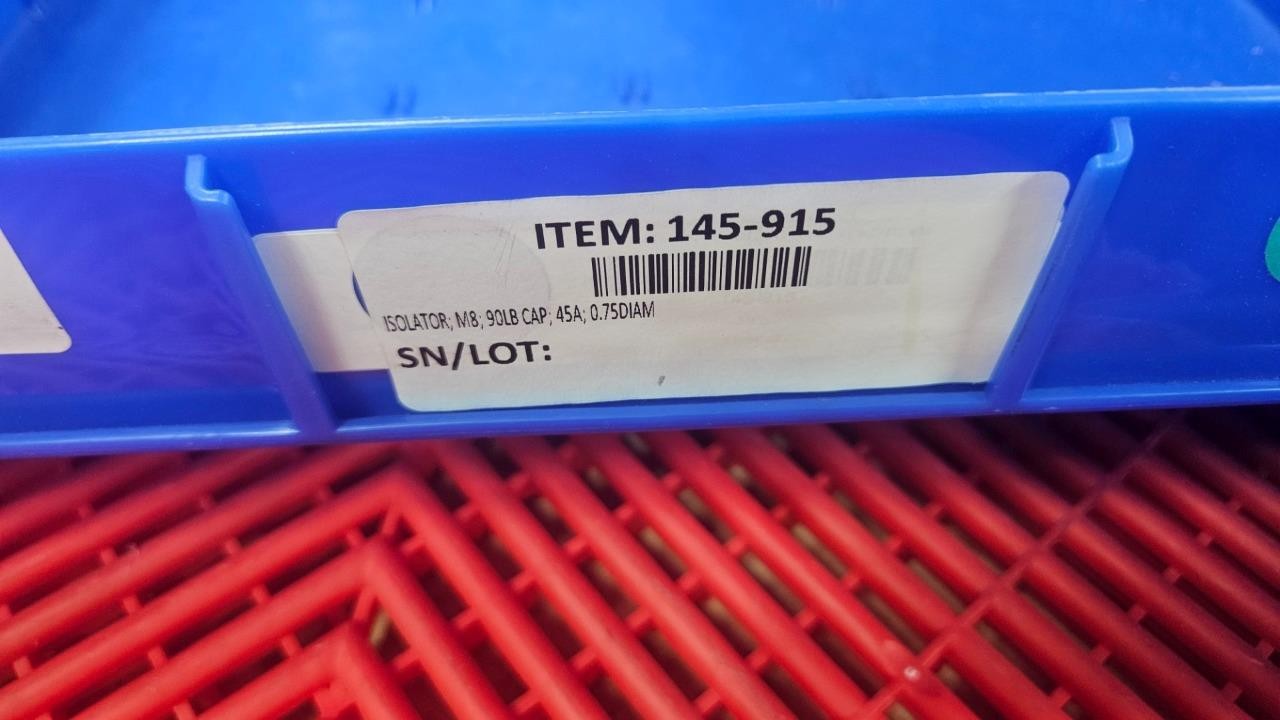 ITEM: 145-915
ISOLATOR; M8; 90LB CAP; 45A; 0.75DIAM
SN/LOT: